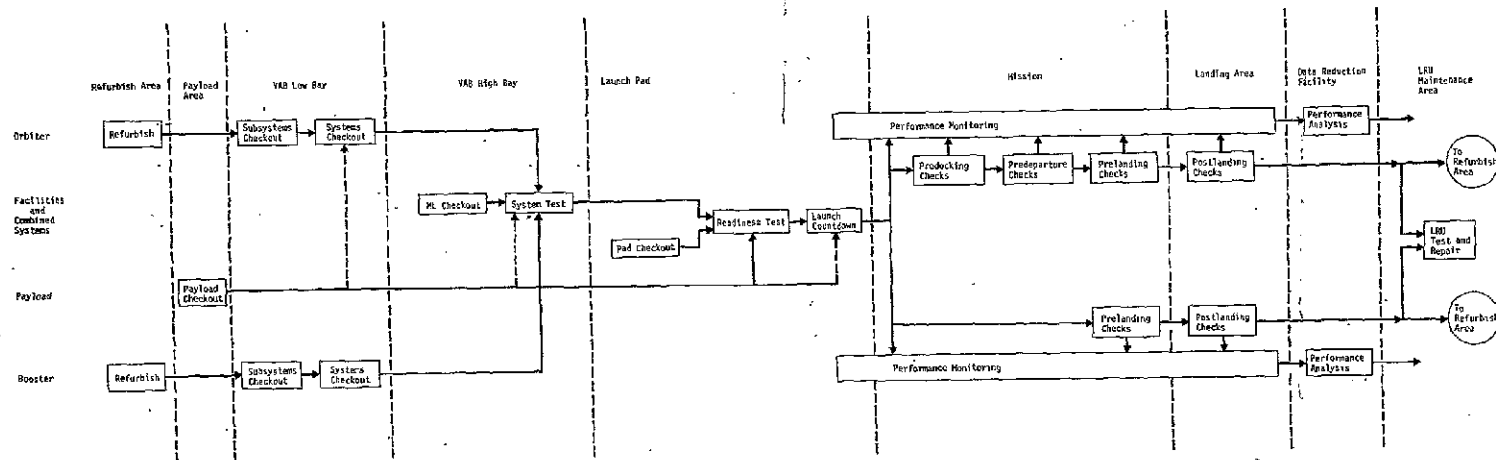 Refurbish Area
Payload
Area
VAB Low Bay
VAB High Bay
Launch Pad
Mission
Landing Area
Data Reduction
Facility
LRU
Maintenance
Area
Orbiter
Refurbish
Subsystems
Checkout
Systems
Checkout
Performance Monitoring
Performance
Analysis
Predocking
Checks
Predeparture
Checks
Prelanding
Checks
Postlanding
Checks
To
Refurbish
Area
Facilities
and
Combined
Systems
ML Checkout
System Test
Readiness Test
Launch
Countdown
Pad Checkout
LRU
Test and
Repair
Payload
Payload
Checkout
Prelanding
Checks
Postlanding
Checks
To
Refurbish
Area
Booster
Refurbish
Subsystems
Checkout
Systems
Checkout
Performance Monitoring
Performance
Analysis